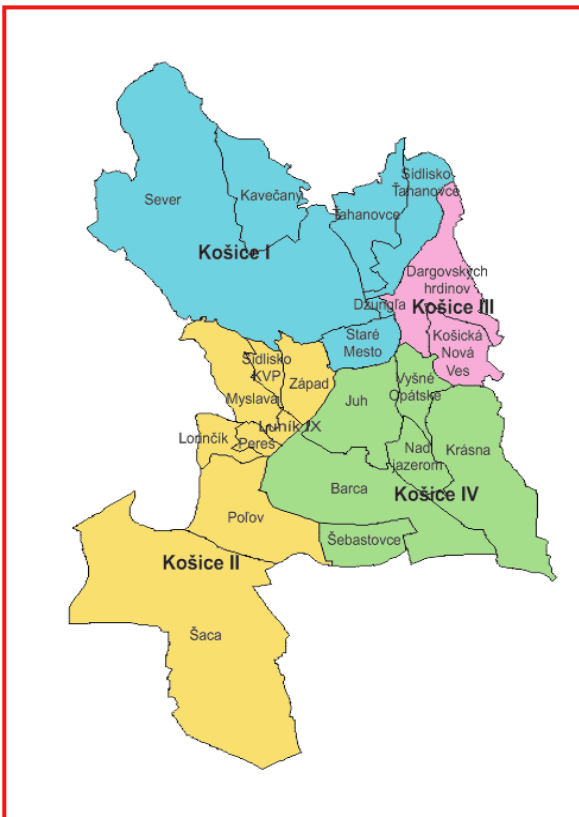 Sídlisko
Ťahanovce
Kavečany
Sever
Ťahanovce
Košice I
Dargovských
hrdinov
Džungľa
Košice III
Staré
Mesto
Košická
Nová
Ves
Sídlisko
KVP
Západ
Vyšné
Opátske
Myslava
Juh
Luník IX
Lorinčík
Pereš
Nad
jazerom
Krásna
Barca
Košice IV
Poľov
Šebastovce
Košice II
Šaca